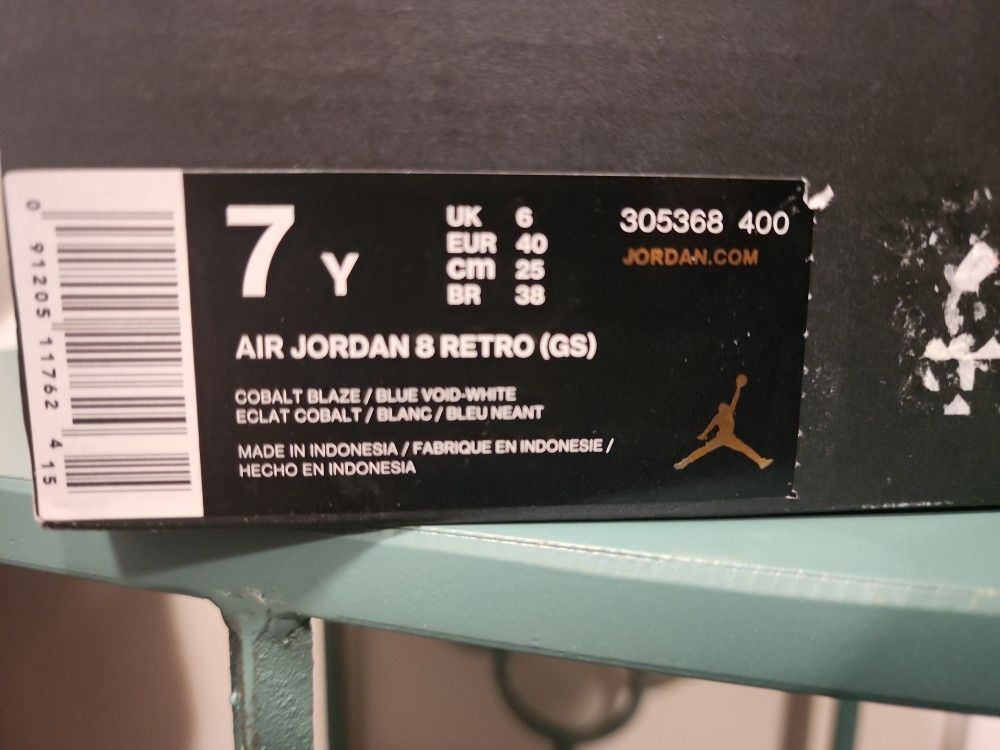 0 91205 11762 4 15
7 Y
UK 6
EUR 40
cm 25
BR 38
305368 400
JORDAN.COM
AIR JORDAN 8 RETRO (GS)
COBALT BLAZE / BLUE VOID-WHITE
ECLAT COBALT / BLANC / BLEU NEANT
MADE IN INDONESIA / FABRIQUE EN INDONESIE /
HECHO EN INDONESIA